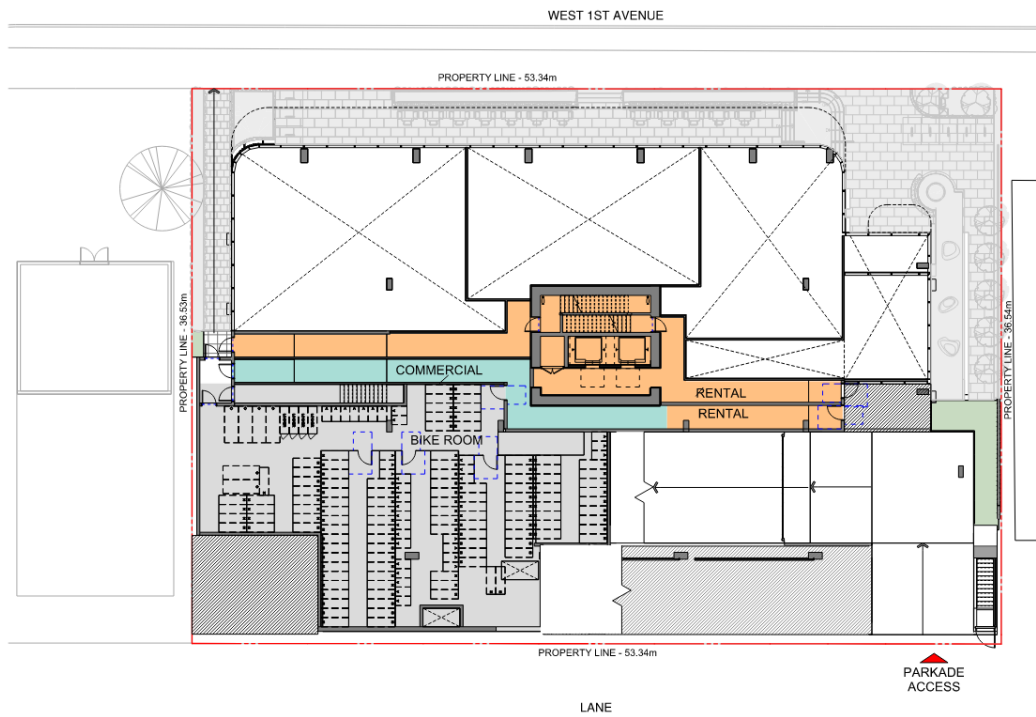 WEST 1ST AVENUE
PROPERTY LINE - 53.34m
PROPERTY LINE - 36.53m
PROPERTY LINE - 36.54m
COMMERCIAL
RENTAL
RENTAL
BIKE ROOM
PROPERTY LINE - 53.34m
PARKADE
ACCESS
LANE